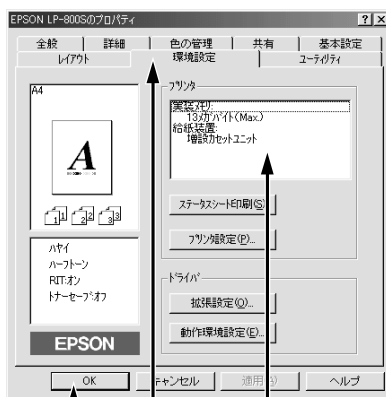 EPSON LP-800Sのプロパティ ? ×
全般 詳細 色の管理 共有 基本設定
レイアウト 環境設定 ユーティリティ
A4
A
1 1 2 2 3 3
ハヤイ
ハーフトーン
RIT:オン
トナーセーブ:オフ
EPSON
プリンタ
実装メモリ:
13メガバイト(Max.)
給紙装置:
増設カセットユニット
ステータスシート印刷(S)
プリンタ設定(P)...
ドライバ
拡張設定(O)...
動作環境設定(E)...
OK キャンセル 適用(A) ヘルプ